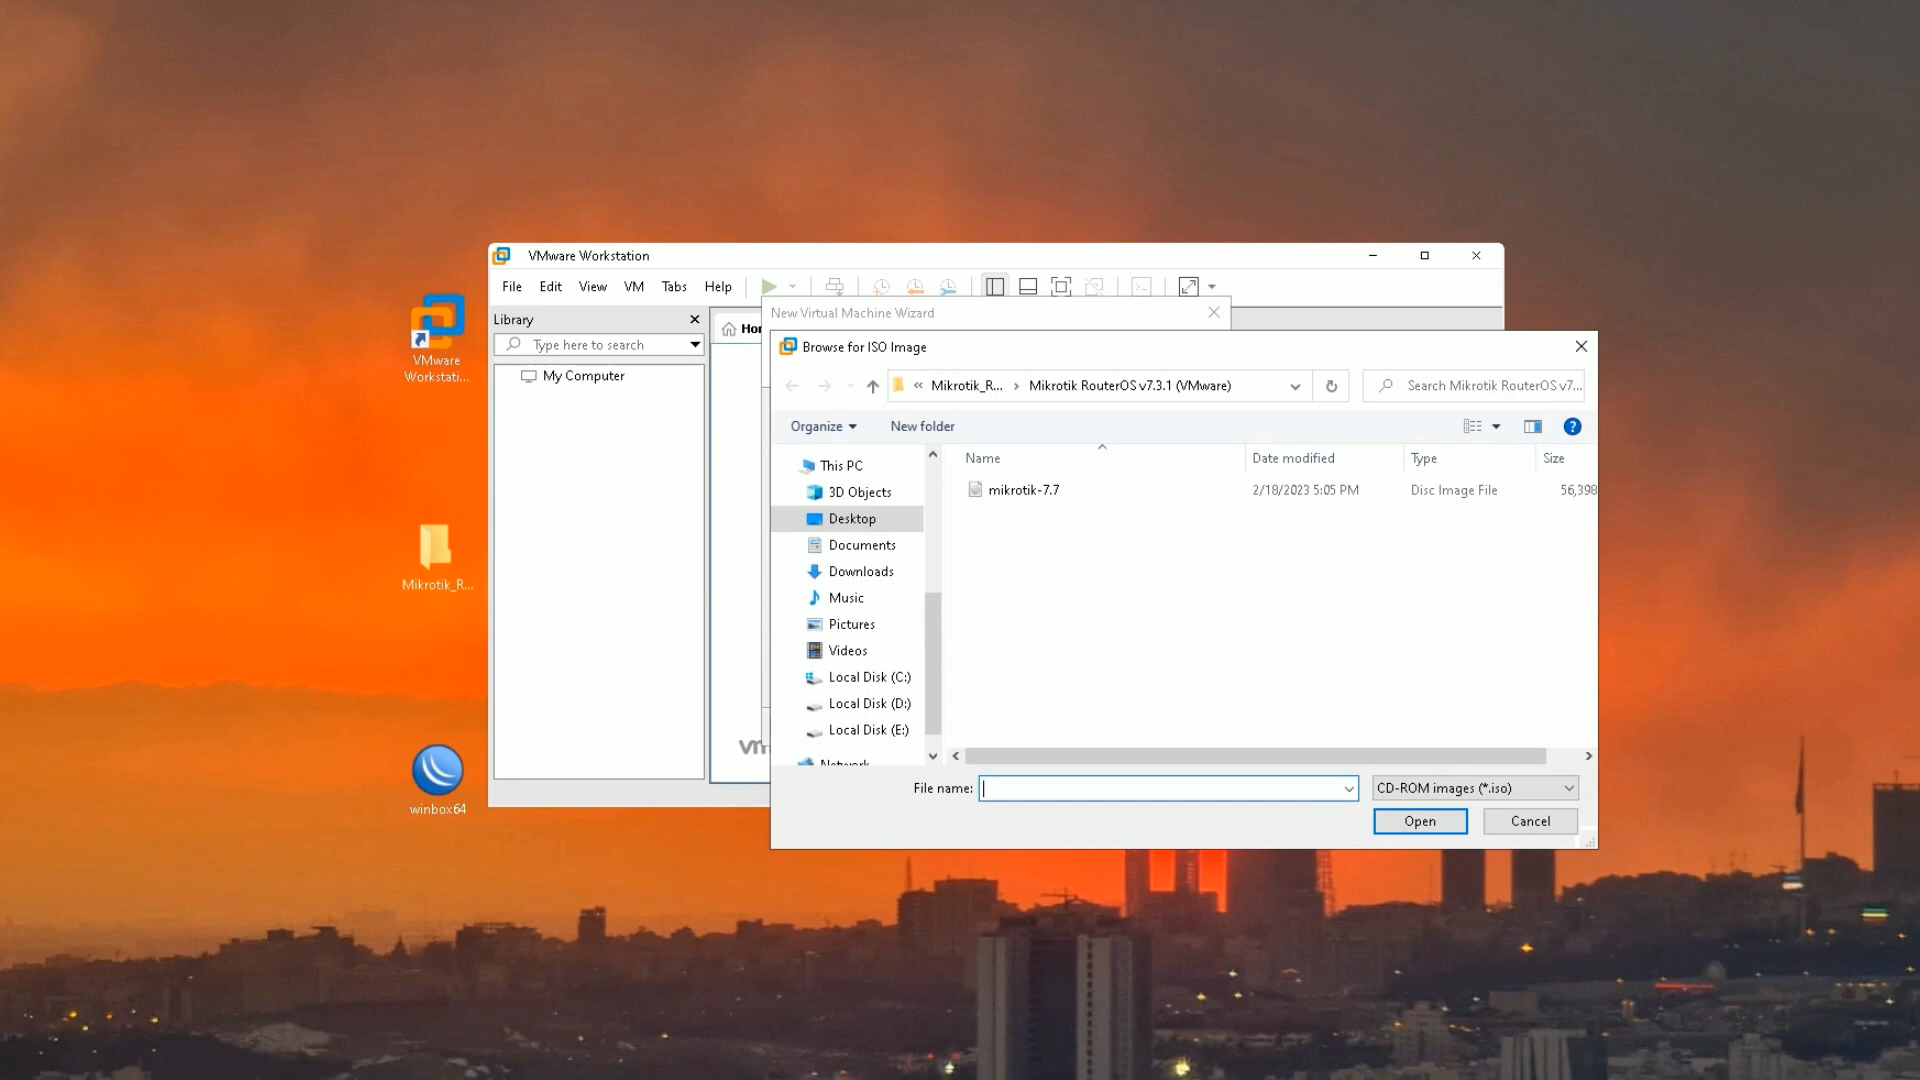 VMware Workstation
File Edit View VM Tabs Help
Library
Type here to search
My Computer
VMware
Workstati...
Mikrotik_R...
winbox64
New Virtual Machine Wizard
Browse for ISO Image
« Mikrotik_R... › Mikrotik RouterOS v7.3.1 (VMware)
Search Mikrotik RouterOS v7...
Organize
New folder
Name Date modified Type Size
mikrotik-7.7 2/18/2023 5:05 PM Disc Image File 56,398
This PC
3D Objects
Desktop
Documents
Downloads
Music
Pictures
Videos
Local Disk (C:)
Local Disk (D:)
Local Disk (E:)
Network
File name:
CD-ROM images (*.iso)
Open
Cancel